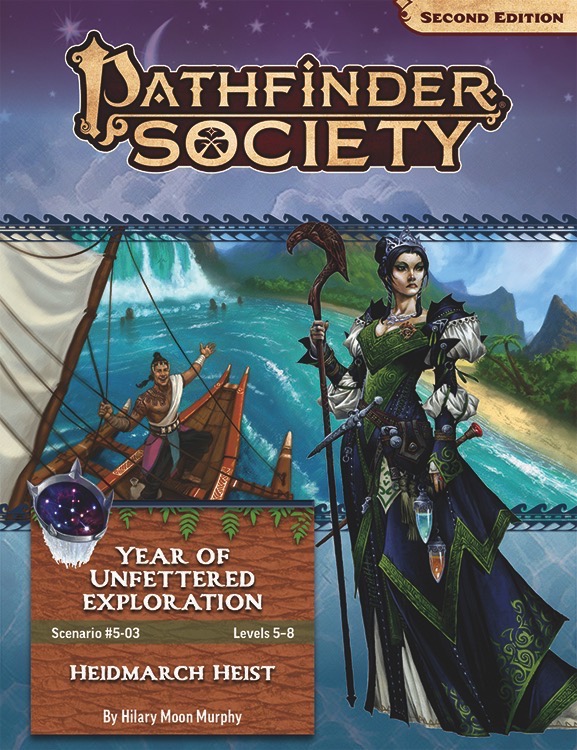 Second Edition
Pathfinder
Society
Year of
Unfettered
Exploration
Scenario #5-03 Levels 5–8
Heidmarch Heist
By Hilary Moon Murphy